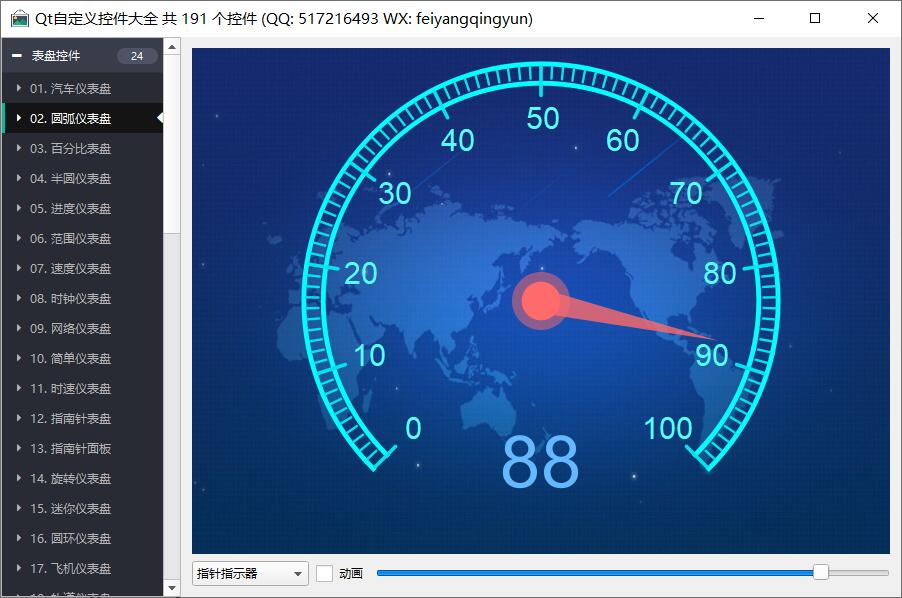 Qt自定义控件大全 共 191 个控件 (QQ: 517216493 WX: feiyangqingyun)
表盘控件 24
01. 汽车仪表盘
02. 圆弧仪表盘
03. 百分比表盘
04. 半圆仪表盘
05. 进度仪表盘
06. 范围仪表盘
07. 速度仪表盘
08. 时钟仪表盘
09. 网络仪表盘
10. 简单仪表盘
11. 时速仪表盘
12. 指南针表盘
13. 指南针面板
14. 旋转仪表盘
15. 迷你仪表盘
16. 圆环仪表盘
17. 飞机仪表盘
0
10
20
30
40
50
60
70
80
90
100
88
指针指示器
动画